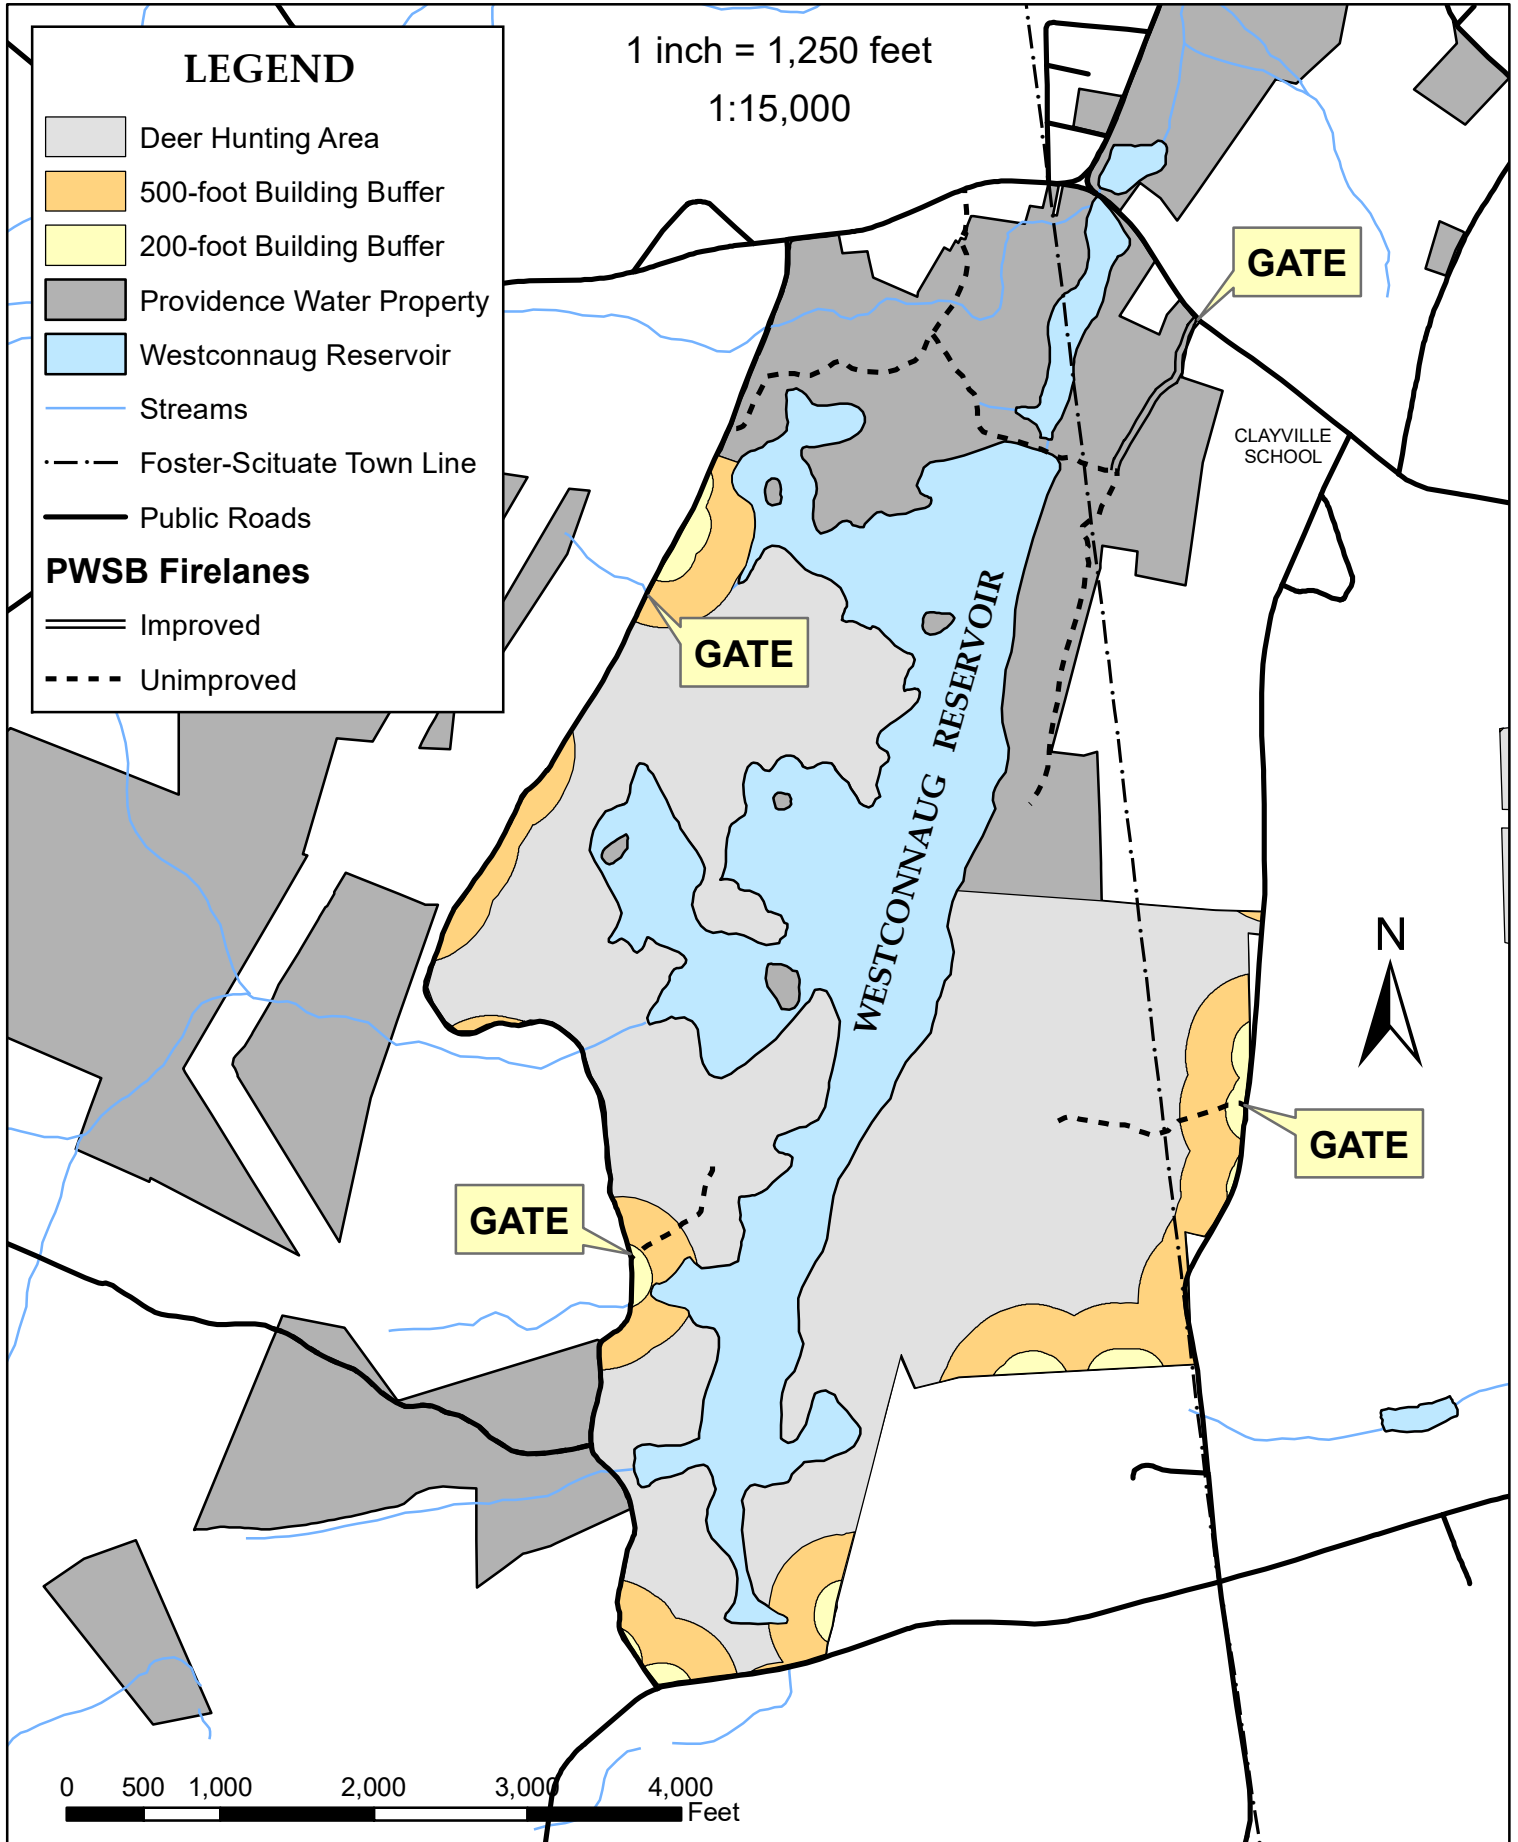 LEGEND
Deer Hunting Area
500-foot Building Buffer
200-foot Building Buffer
Providence Water Property
Westconnaug Reservoir
Streams
Foster-Scituate Town Line
Public Roads
PWSB Firelanes
Improved
Unimproved
1 inch = 1,250 feet
1:15,000
GATE
CLAYVILLE
SCHOOL
GATE
WESTCONNAUG RESERVOIR
N
GATE
GATE
0 500 1,000 2,000 3,000 4,000
Feet